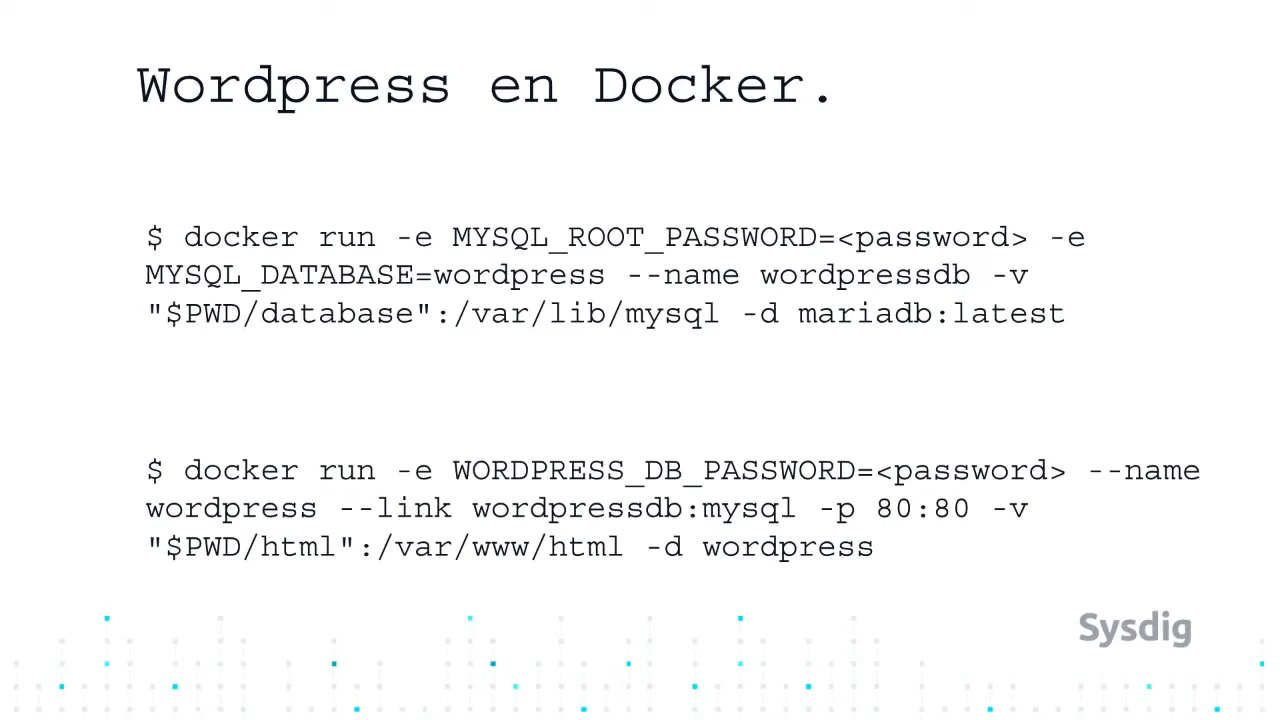 Wordpress en Docker.
$ docker run -e MYSQL_ROOT_PASSWORD=<password> -e
MYSQL_DATABASE=wordpress --name wordpressdb -v
"$PWD/database":/var/lib/mysql -d mariadb:latest
$ docker run -e WORDPRESS_DB_PASSWORD=<password> --name
wordpress --link wordpressdb:mysql -p 80:80 -v
"$PWD/html":/var/www/html -d wordpress
Sysdig